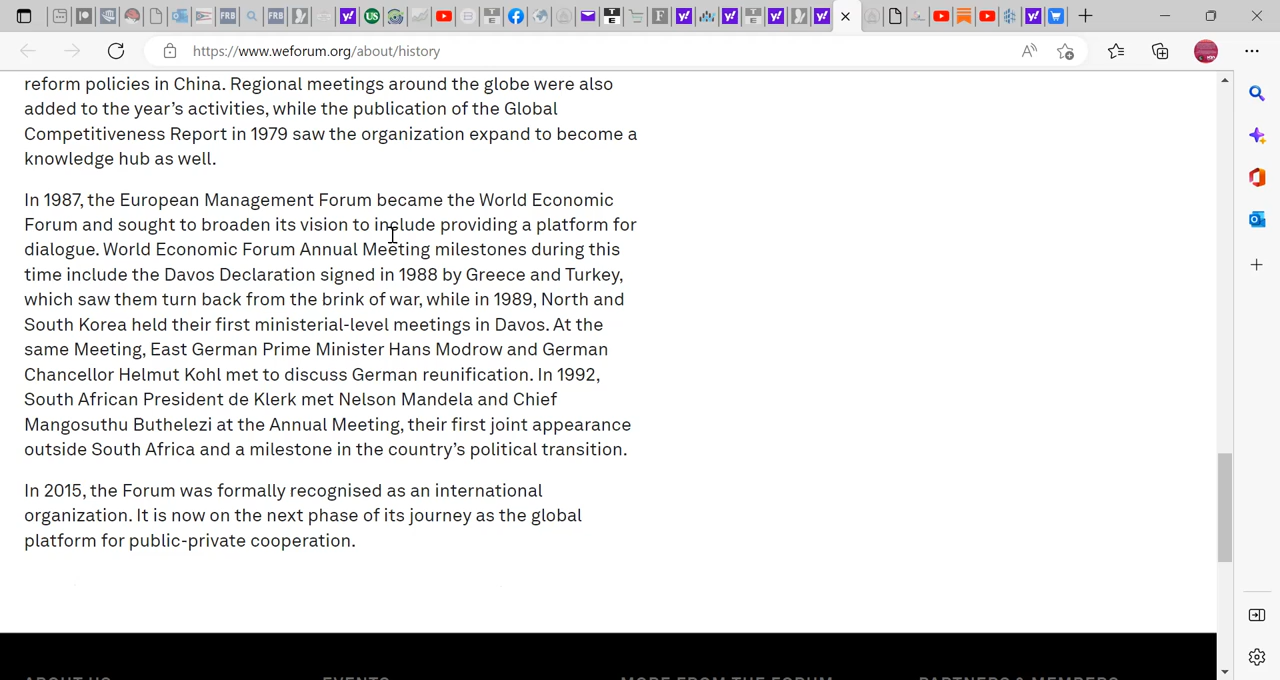 https://www.weforum.org/about/history
reform policies in China. Regional meetings around the globe were also
added to the year’s activities, while the publication of the Global
Competitiveness Report in 1979 saw the organization expand to become a
knowledge hub as well.
In 1987, the European Management Forum became the World Economic
Forum and sought to broaden its vision to include providing a platform for
dialogue. World Economic Forum Annual Meeting milestones during this
time include the Davos Declaration signed in 1988 by Greece and Turkey,
which saw them turn back from the brink of war, while in 1989, North and
South Korea held their first ministerial-level meetings in Davos. At the
same Meeting, East German Prime Minister Hans Modrow and German
Chancellor Helmut Kohl met to discuss German reunification. In 1992,
South African President de Klerk met Nelson Mandela and Chief
Mangosuthu Buthelezi at the Annual Meeting, their first joint appearance
outside South Africa and a milestone in the country’s political transition.
In 2015, the Forum was formally recognised as an international
organization. It is now on the next phase of its journey as the global
platform for public-private cooperation.
ABOUT US EVENTS MORE FROM THE FORUM PARTNERS & MEMBERS